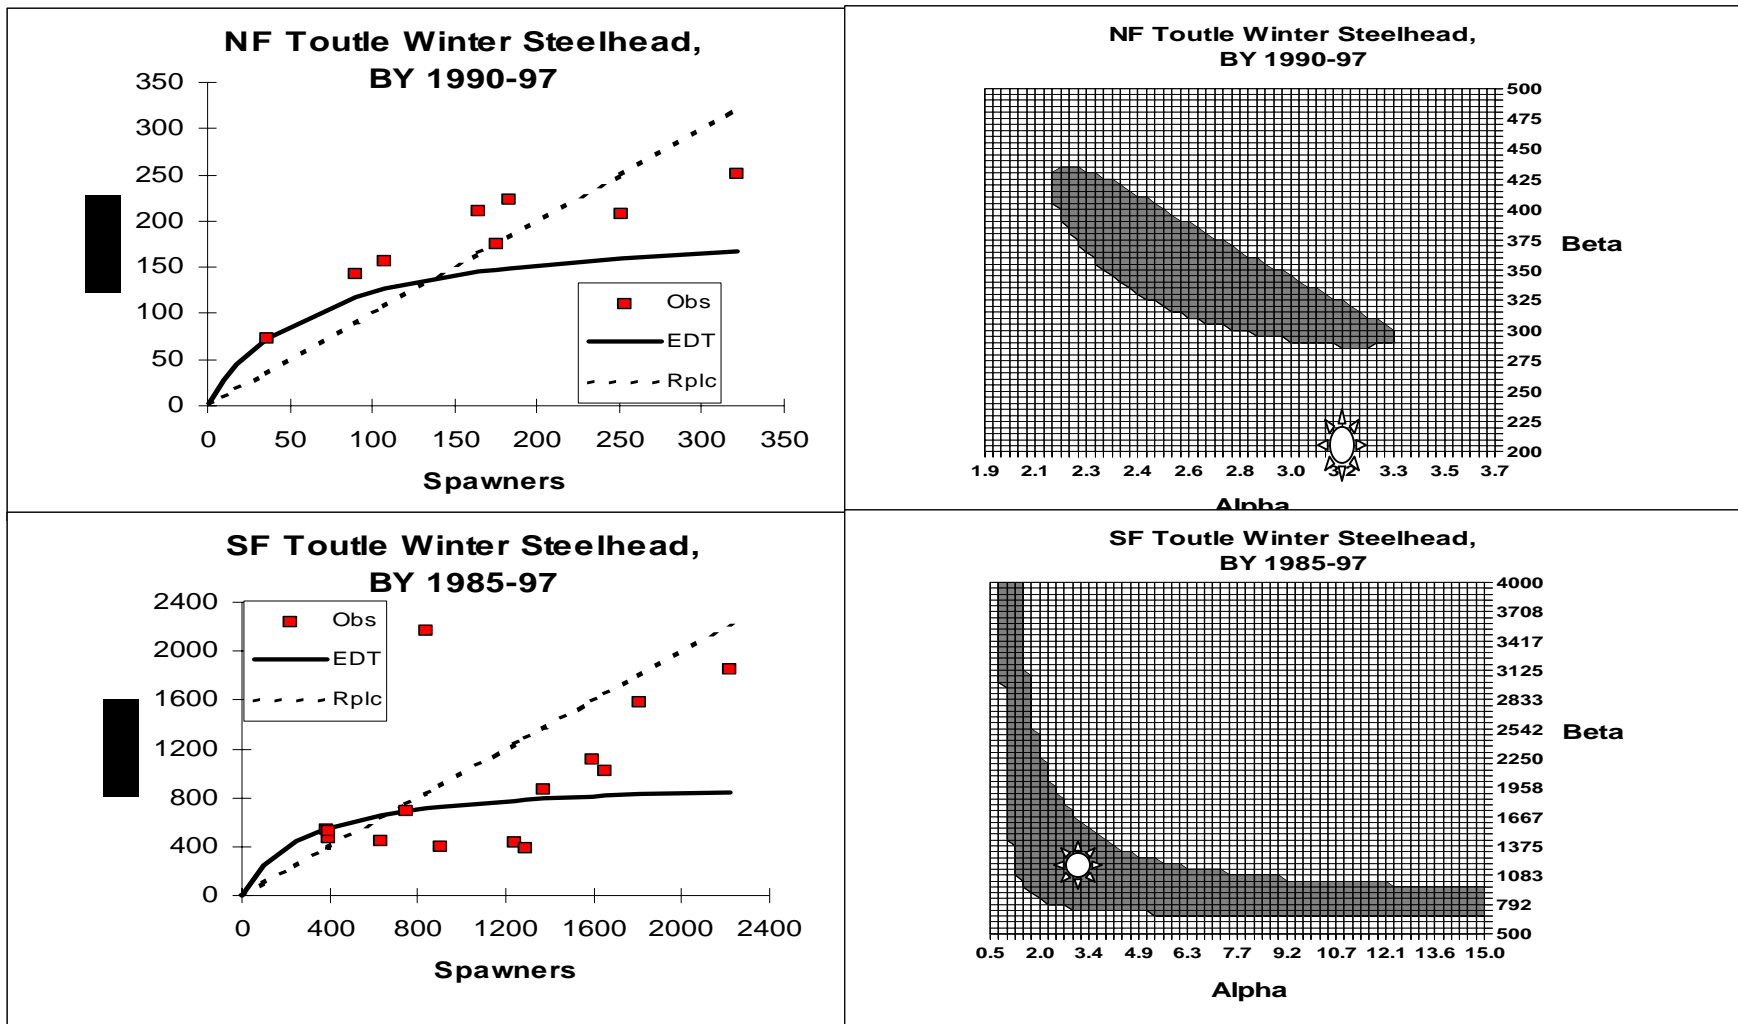 NF Toutle Winter Steelhead,
BY 1990-97
350
300
250
200
150
100
50
0
Obs
EDT
Rplc
0 50 100 150 200 250 300 350
Spawners
NF Toutle Winter Steelhead,
BY 1990-97
500
475
450
425
400
375
350
325
300
275
250
225
200
Beta
1.9 2.1 2.3 2.4 2.6 2.8 3.0 3.2 3.3 3.5 3.7
Alpha
SF Toutle Winter Steelhead,
BY 1985-97
2400
2000
1600
1200
800
400
0
Obs
EDT
Rplc
0 400 800 1200 1600 2000 2400
Spawners
SF Toutle Winter Steelhead,
BY 1985-97
4000
3708
3417
3125
2833
2542
2250
1958
1667
1375
1083
792
500
Beta
0.5 2.0 3.4 4.9 6.3 7.7 9.2 10.7 12.1 13.6 15.0
Alpha